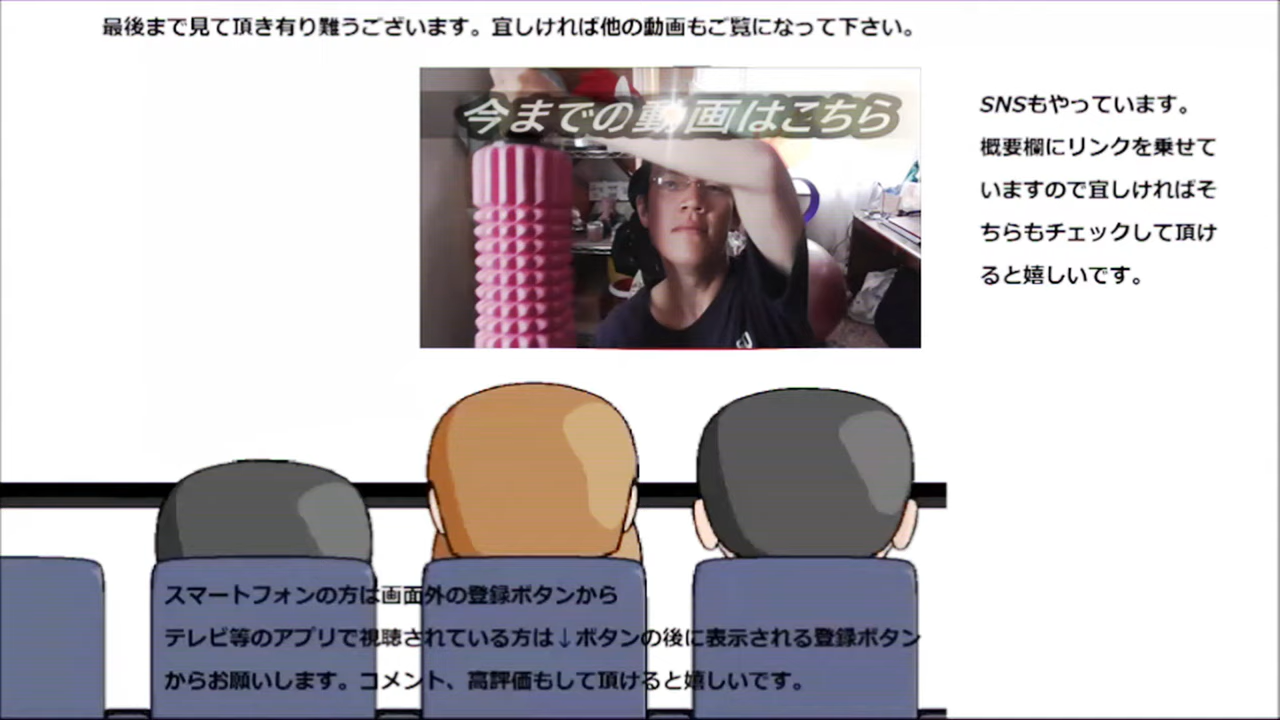 最後まで見て頂き有り難うございます。宜しければ他の動画もご覧になって下さい。
今までの動画はこちら
SNSもやっています。
概要欄にリンクを乗せて
いますので宜しければそ
ちらもチェックして頂け
ると嬉しいです。
スマートフォンの方は画面外の登録ボタンから
テレビ等のアプリで視聴されている方は↓ボタンの後に表示される登録ボタン
からお願いします。コメント、高評価もして頂けると嬉しいです。